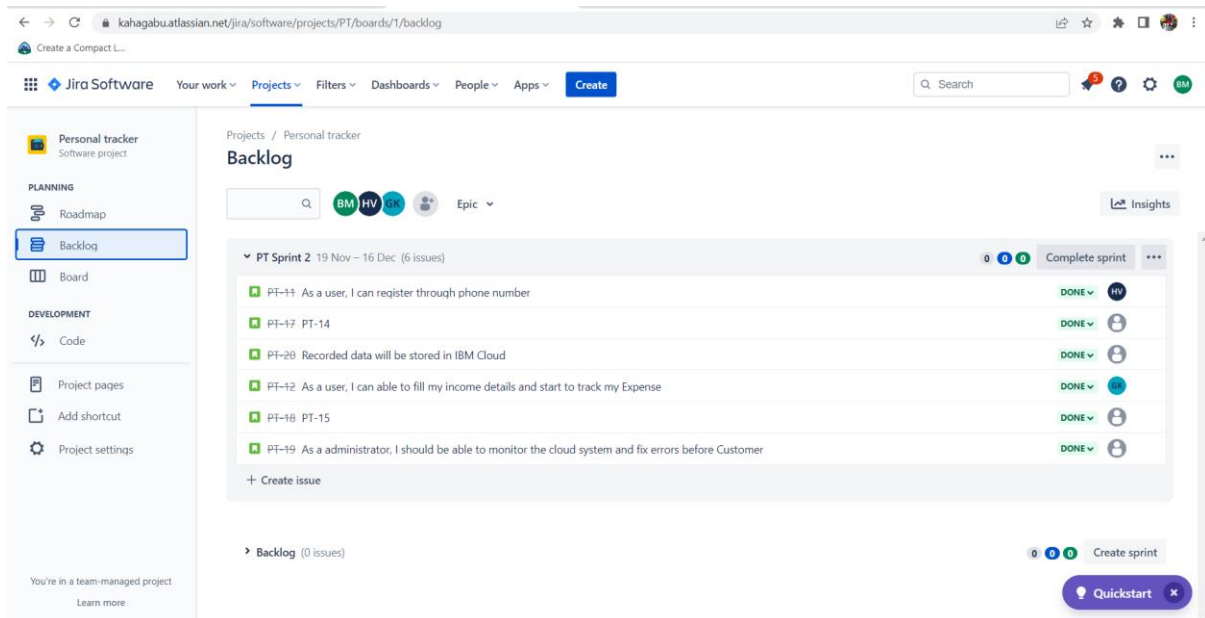 kahagabu.atlassian.net/jira/software/projects/PT/boards/1/backlog
Create a Compact L...
Jira Software Your work Projects Filters Dashboards People Apps Create Search 5 BM
Personal tracker
Software project
PLANNING
Roadmap
Backlog
Board
DEVELOPMENT
Code
Project pages
Add shortcut
Project settings
You're in a team-managed project
Learn more
Projects / Personal tracker
Backlog
BM HV GK Epic Insights
PT Sprint 2 19 Nov – 16 Dec (6 issues) 0 0 0 Complete sprint
PT-11 As a user, I can register through phone number DONE HV
PT-17 PT-14 DONE
PT-20 Recorded data will be stored in IBM Cloud DONE
PT-12 As a user, I can able to fill my income details and start to track my Expense DONE GK
PT-18 PT-15 DONE
PT-19 As a administrator, I should be able to monitor the cloud system and fix errors before Customer DONE
+ Create issue
Backlog (0 issues) 0 0 0 Create sprint
Quickstart